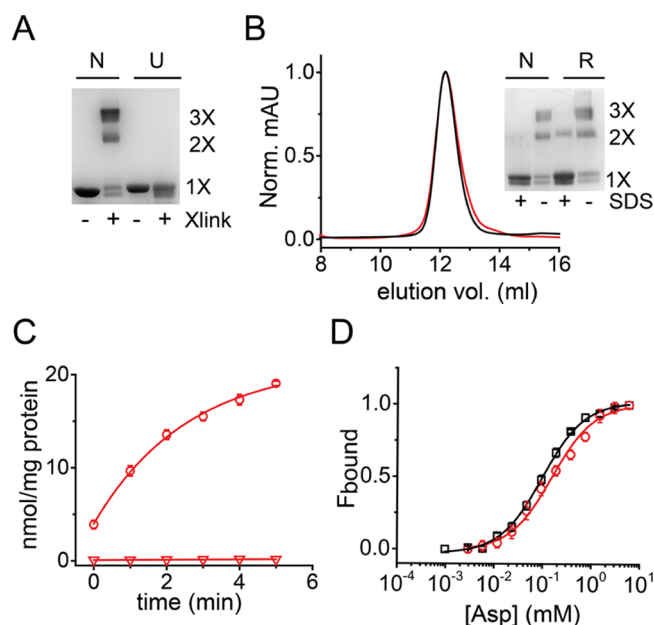 A
N U
3X
2X
1X
- + - + Xlink
B
Norm. mAU
1.0
0.5
0.0
8 10 12 14 16
elution vol. (ml)
N R
3X
2X
1X
+ - + - SDS
C
nmol/mg protein
20
10
0
0 2 4 6
time (min)
D
Fbound
1.0
0.5
0.0
10⁻⁴ 10⁻³ 10⁻² 10⁻¹ 10⁰ 10¹
[Asp] (mM)